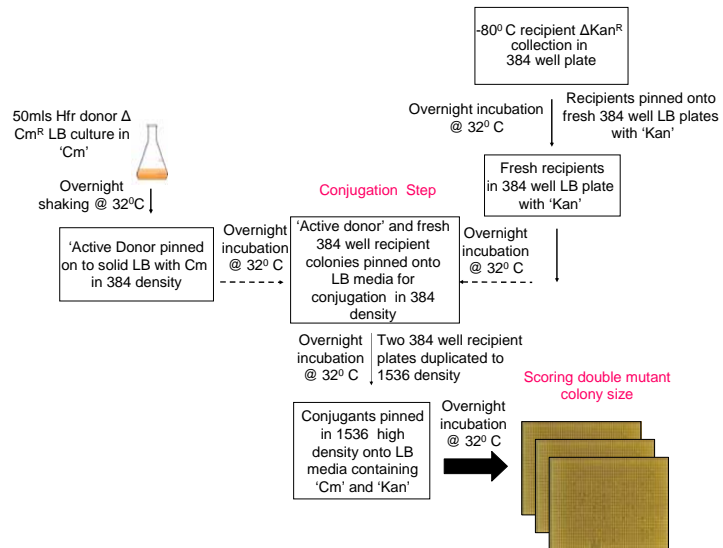 -80⁰ C recipient ΔKanᴿ
collection in
384 well plate
Overnight incubation
@ 32⁰ C
Recipients pinned onto
fresh 384 well LB plates
with ‘Kan’
50mls Hfr donor Δ
Cmᴿ LB culture in
‘Cm’
Overnight
shaking @ 32⁰C
Fresh recipients
in 384 well LB plate
with ‘Kan’
Conjugation Step
‘Active Donor pinned
on to solid LB with Cm
in 384 density
Overnight
incubation
@ 32⁰ C
‘Active donor’ and fresh
384 well recipient
colonies pinned onto
LB media for
conjugation in 384
density
Overnight
incubation
@ 32⁰ C
Overnight
incubation
@ 32⁰ C
Two 384 well recipient
plates duplicated to
1536 density
Scoring double mutant
colony size
Conjugants pinned
in 1536 high
density onto LB
media containing
‘Cm’ and ‘Kan’
Overnight
incubation
@ 32⁰ C